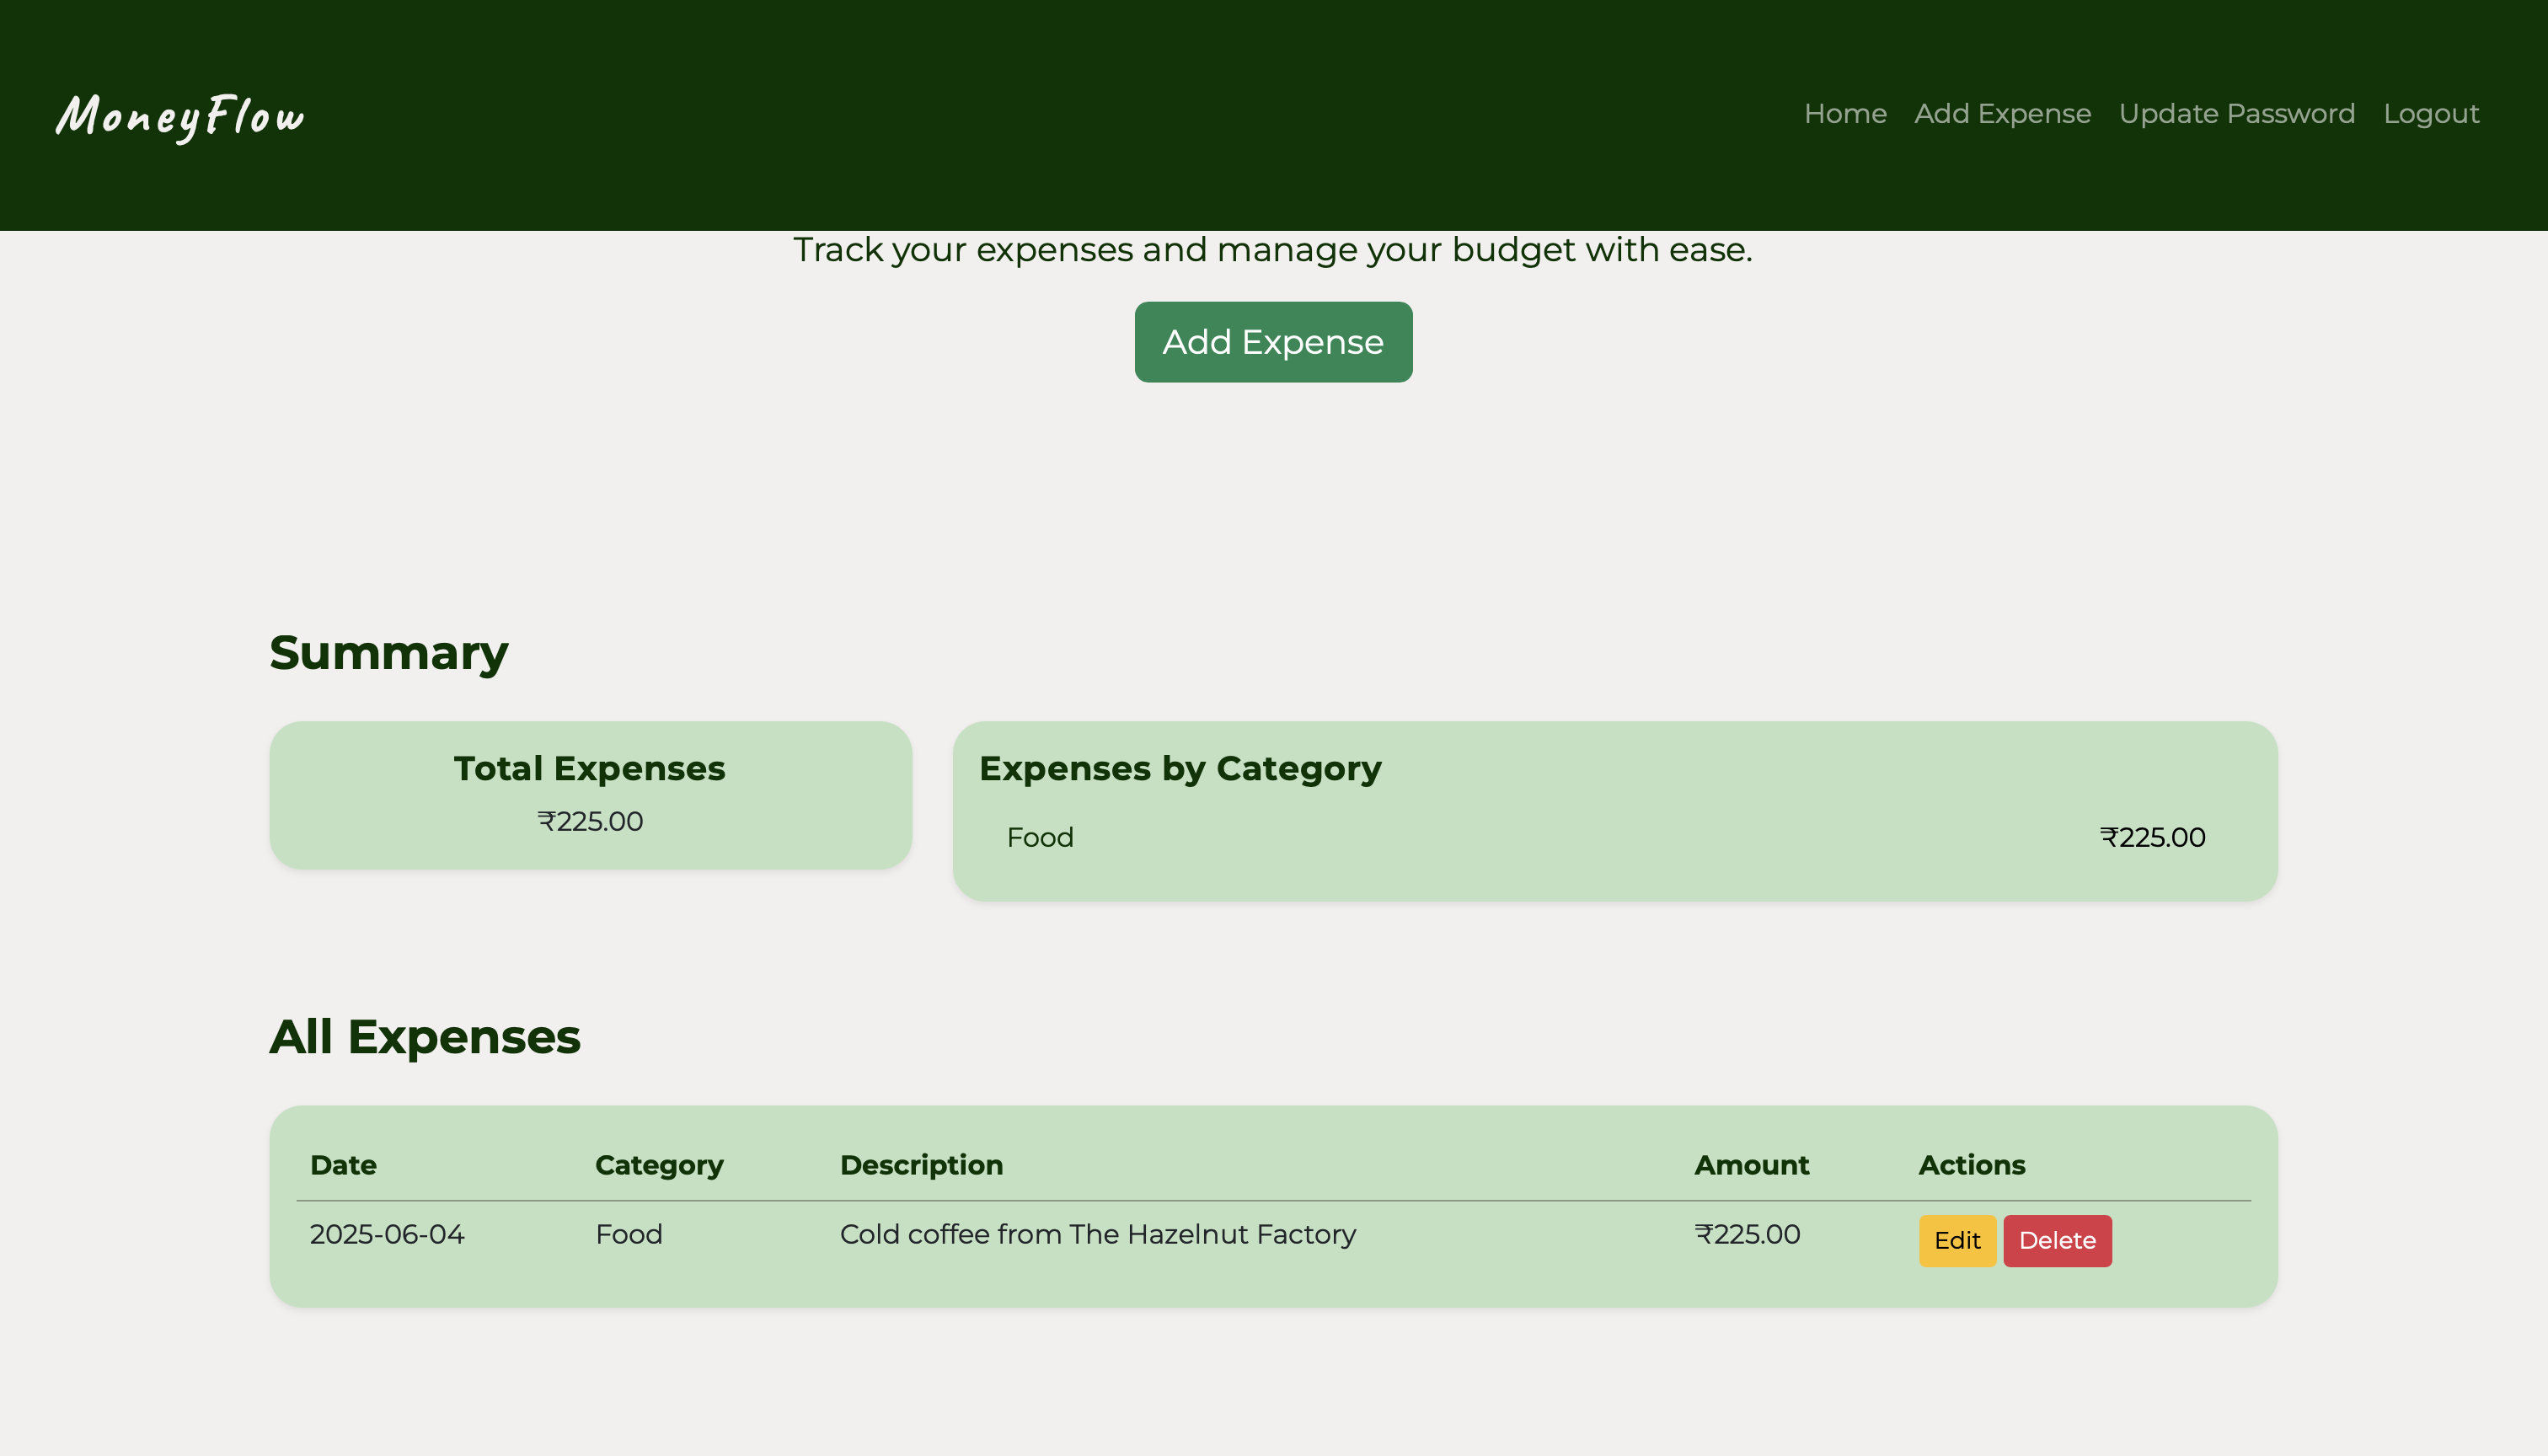 MoneyFlow
Home Add Expense Update Password Logout
Track your expenses and manage your budget with ease.
Add Expense
Summary
Total Expenses
₹225.00
Expenses by Category
Food ₹225.00
All Expenses
Date Category Description Amount Actions
2025-06-04 Food Cold coffee from The Hazelnut Factory ₹225.00 Edit Delete